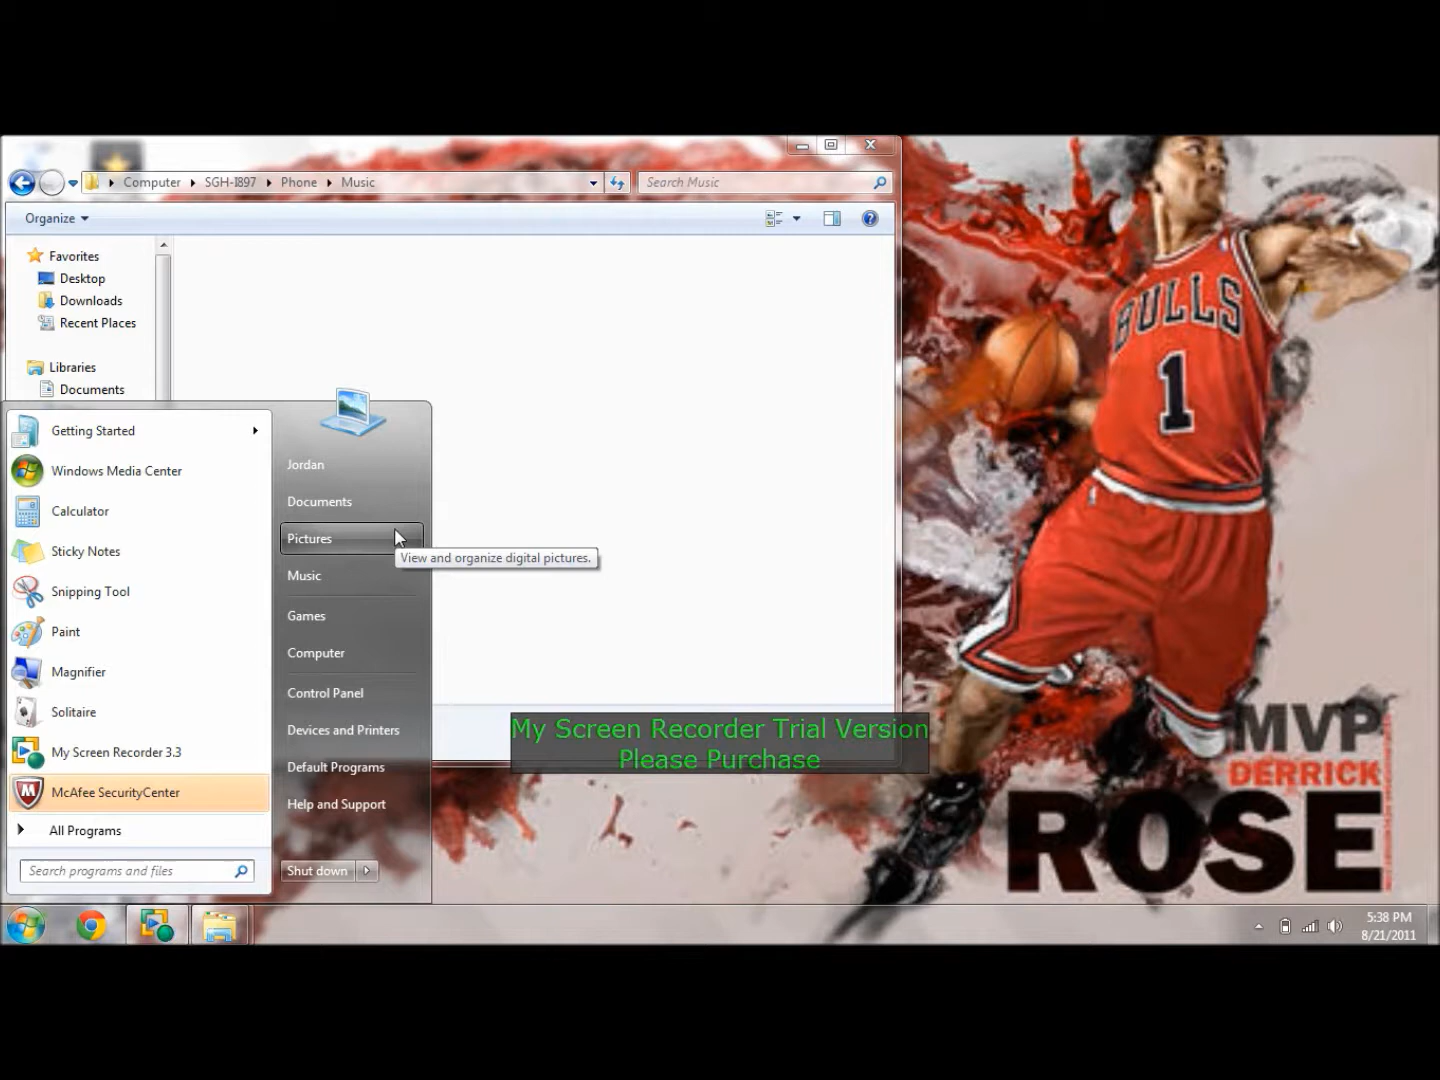 Computer SGH-I897 Phone Music
Search Music
Organize
Favorites
Desktop
Downloads
Recent Places
Libraries
Documents
Getting Started
Windows Media Center
Calculator
Sticky Notes
Snipping Tool
Paint
Magnifier
Solitaire
My Screen Recorder 3.3
McAfee SecurityCenter
All Programs
Search programs and files
Jordan
Documents
Pictures
View and organize digital pictures.
Music
Games
Computer
Control Panel
Devices and Printers
Default Programs
Help and Support
Shut down
My Screen Recorder Trial Version
Please Purchase
BULLS
1
MVP
DERRICK
ROSE
5:38 PM
8/21/2011